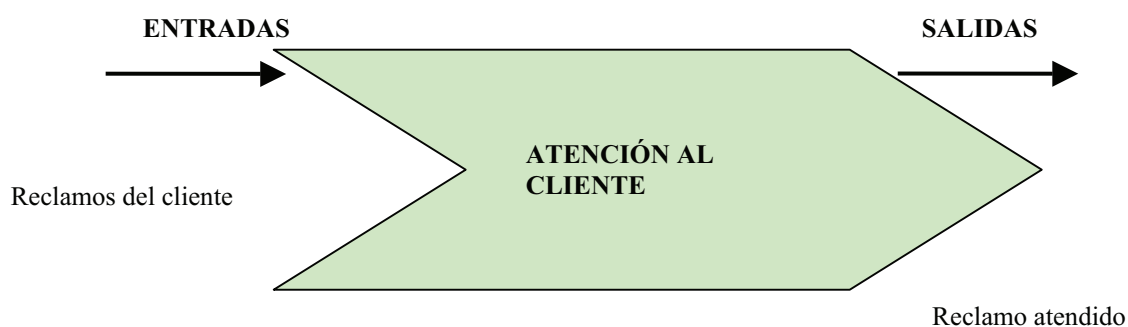 ENTRADAS
SALIDAS
ATENCIÓN AL
CLIENTE
Reclamos del cliente
Reclamo atendido